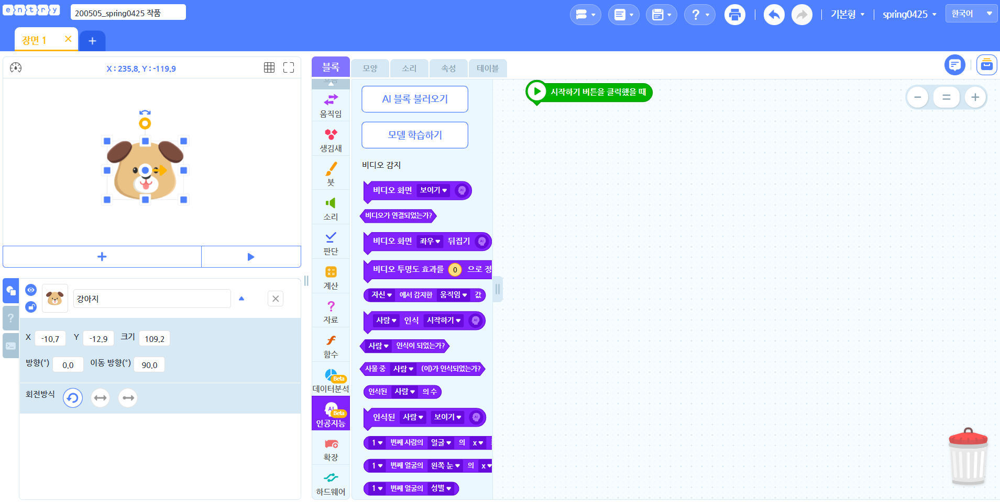 entry
200505_spring0425 작품
?
기본형
spring0425
한국어
장면 1
X : 235.8, Y : -119.9
강아지
?
X -10.7 Y -12.9 크기 109.2
방향(°) 0.0 이동 방향(°) 90.0
회전방식
블록
모양
소리
속성
테이블
움직임
생김새
붓
소리
판단
계산
?
자료
함수
Beta
데이터분석
AI
Beta
인공지능
확장
하드웨어
AI 블록 불러오기
모델 학습하기
비디오 감지
비디오 화면 보이기 AI
비디오가 연결되었는가?
비디오 화면 좌우 뒤집기 AI
비디오 투명도 효과를 0 으로 정
자신 에서 감지한 움직임 값
사람 인식 시작하기 AI
사람 인식이 되었는가?
사물 중 사람 (이)가 인식되었는가?
인식된 사람 의 수
인식된 사람 보이기 AI
1 번째 사람의 얼굴 의 x
1 번째 얼굴의 왼쪽 눈 의 x
1 번째 얼굴의 성별
시작하기 버튼을 클릭했을 때